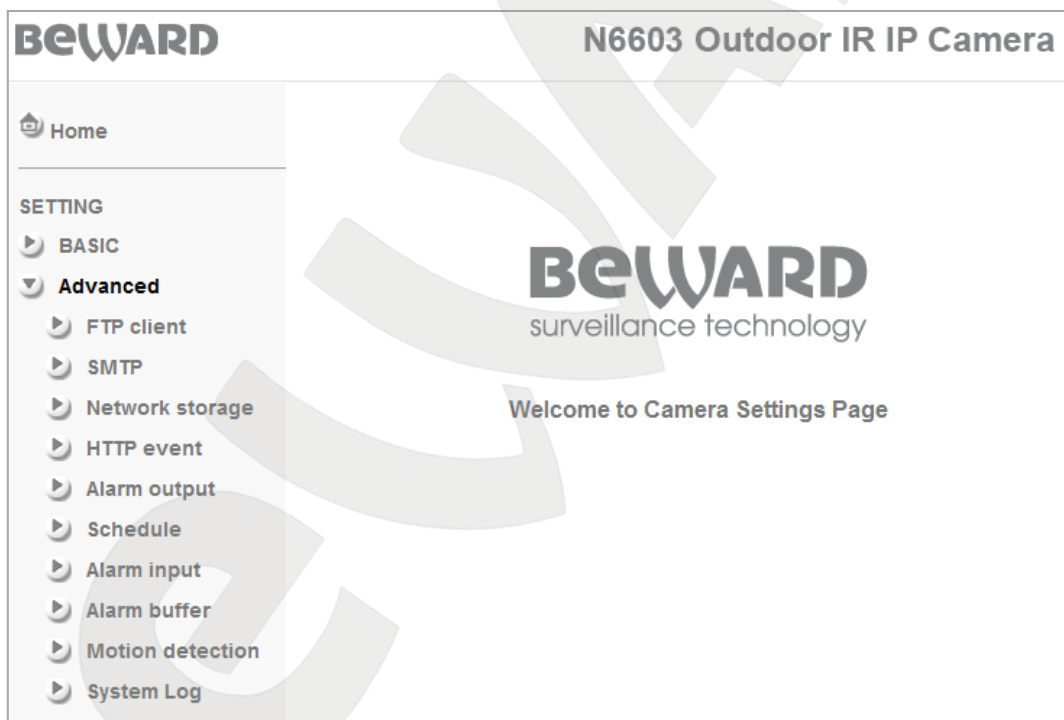 BEWARD
N6603 Outdoor IR IP Camera
Home
SETTING
BASIC
Advanced
FTP client
SMTP
Network storage
HTTP event
Alarm output
Schedule
Alarm input
Alarm buffer
Motion detection
System Log
BEWARD
surveillance technology
Welcome to Camera Settings Page